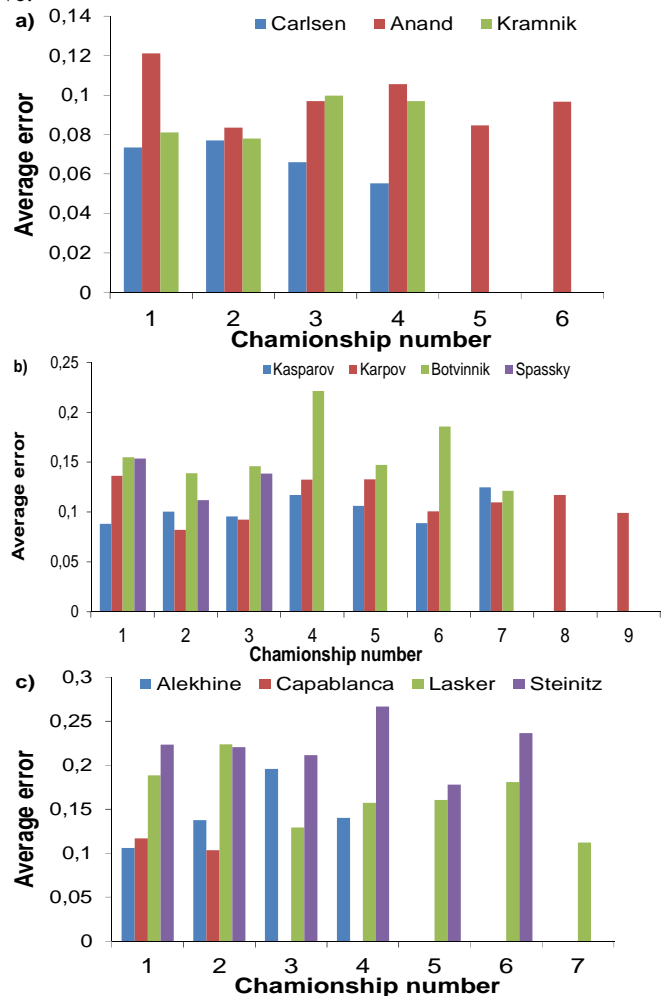 a)
Carlsen Anand Kramnik
0,14
0,12
0,1
0,08
0,06
0,04
0,02
0
Average error
1 2 3 4 5 6
Chamionship number
b)
Kasparov Karpov Botvinnik Spassky
0,25
0,2
0,15
0,1
0,05
0
Average error
1 2 3 4 5 6 7 8 9
Chamionship number
c)
Alekhine Capablanca Lasker Steinitz
0,3
0,25
0,2
0,15
0,1
0,05
0
Average error
1 2 3 4 5 6 7
Chamionship number